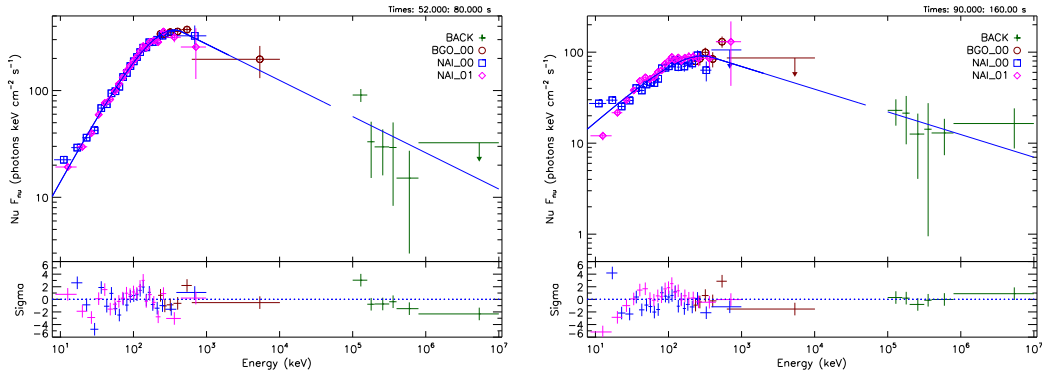 Times: 52.000: 80.000 s
BACK +
BGO_00
NAI_00
NAI_01
100
10
Nu Fnu (photons keV cm-2 s-1)
6
4
2
0
-2
-4
-6
Sigma
10^1 10^2 10^3 10^4 10^5 10^6 10^7
Energy (keV)
Times: 90.000: 160.00 s
BACK +
BGO_00
NAI_00
NAI_01
100
10
1
Nu Fnu (photons keV cm-2 s-1)
6
4
2
0
-2
-4
-6
Sigma
10^1 10^2 10^3 10^4 10^5 10^6 10^7
Energy (keV)